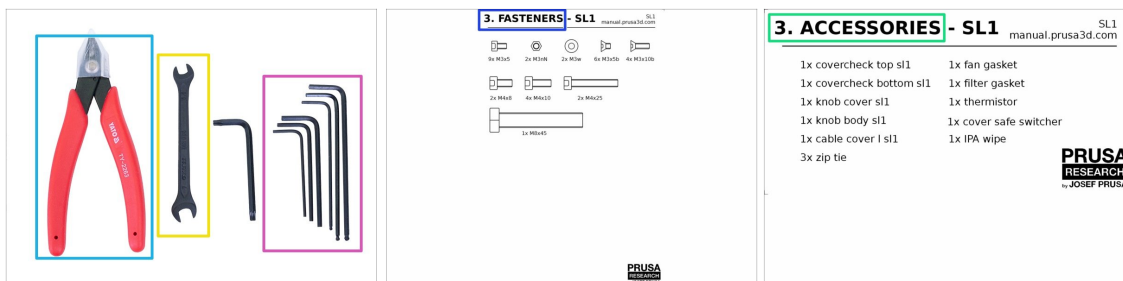 YATO
YY-2263
3. FASTENERS - SL1
SL1
manual.prusa3d.com
9x M3x5
2x M3nN
2x M3w
6x M3x5b
4x M3x10b
2x M4x8
4x M4x10
2x M4x25
1x M8x45
PRUSA
RESEARCH
3. ACCESSORIES - SL1
SL1
manual.prusa3d.com
1x covercheck top sl1
1x covercheck bottom sl1
1x knob cover sl1
1x knob body sl1
1x cable cover l sl1
3x zip tie
1x fan gasket
1x filter gasket
1x thermistor
1x cover safe switcher
1x IPA wipe
PRUSA
RESEARCH
by JOSEF PRUSA